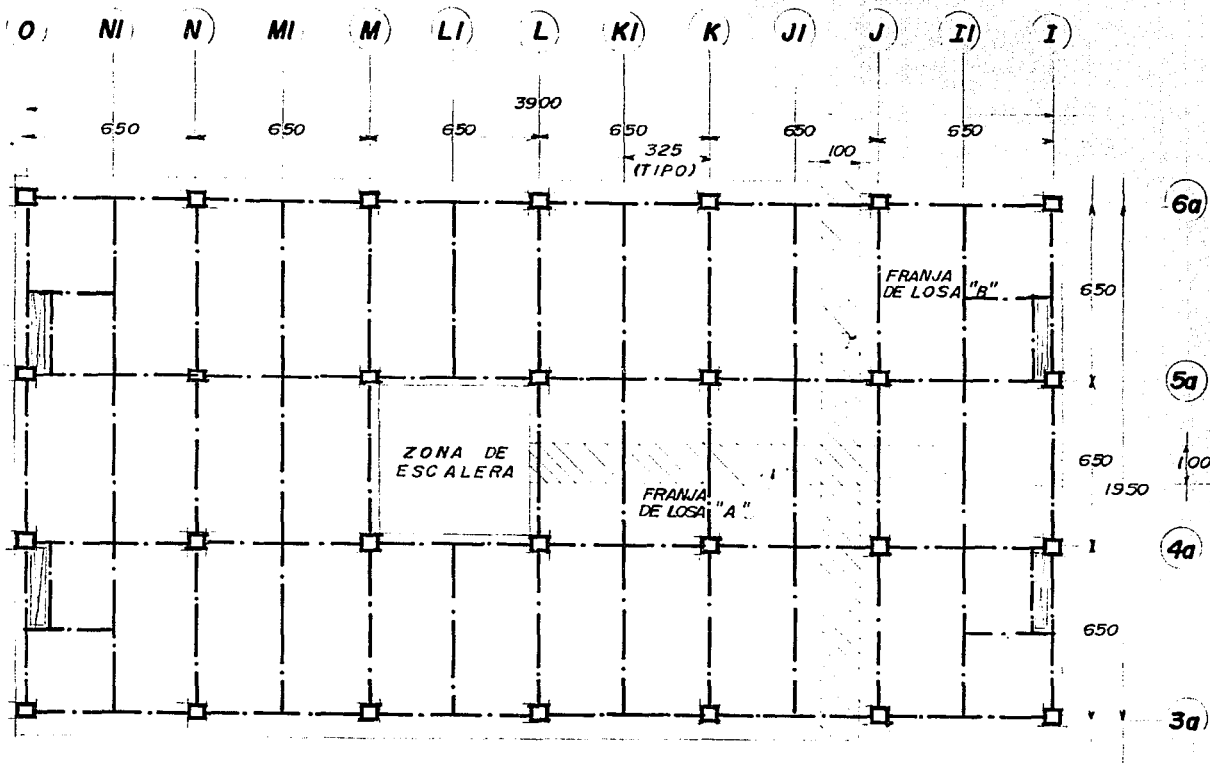 O NI N MI M LI L KI K JI J II I
3900
650 650 650 650 650 650
325 100
(TIPO)
6a
FRANJA
DE LOSA "B"
650
5a
ZONA DE
ESCALERA
650 100
1950
FRANJA
DE LOSA "A"
4a
650
3a